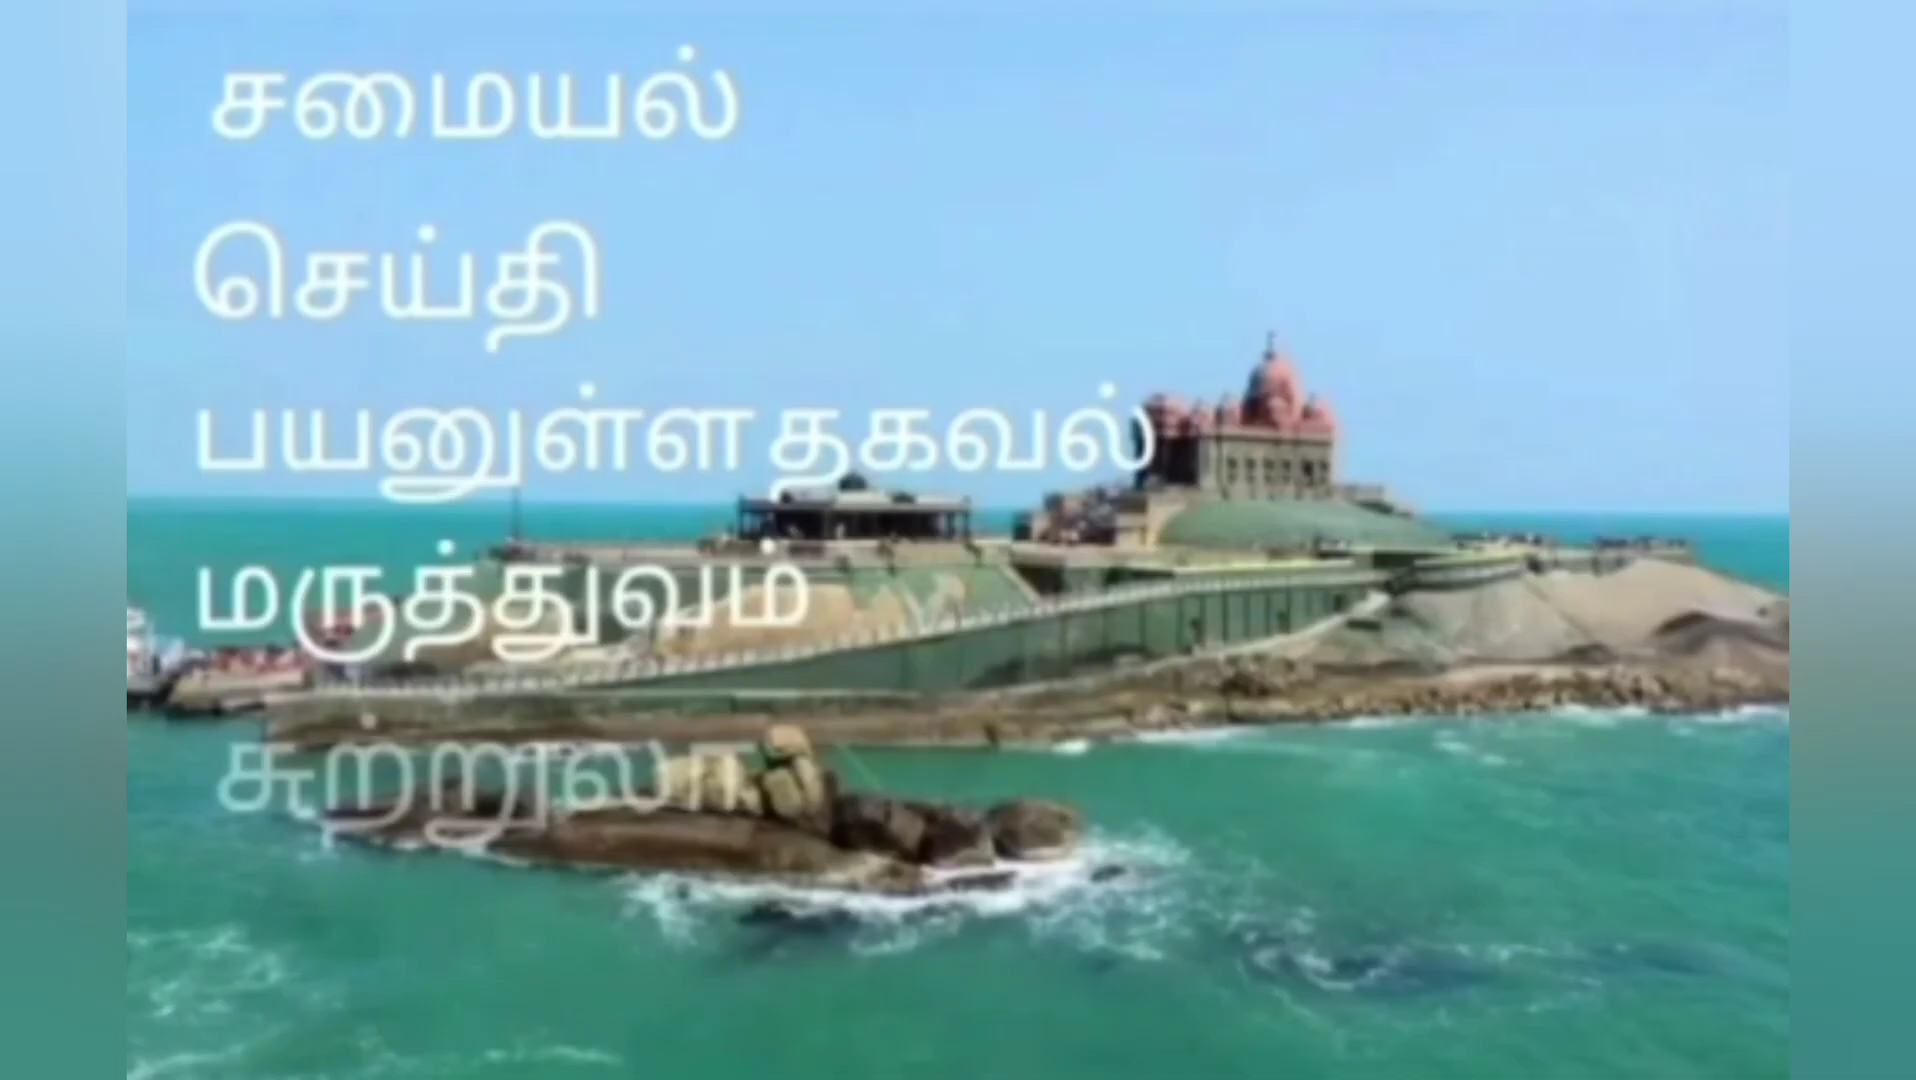 சமையல்
செய்தி
பயனுள்ள தகவல்
மருத்துவம்
சுற்றுலா